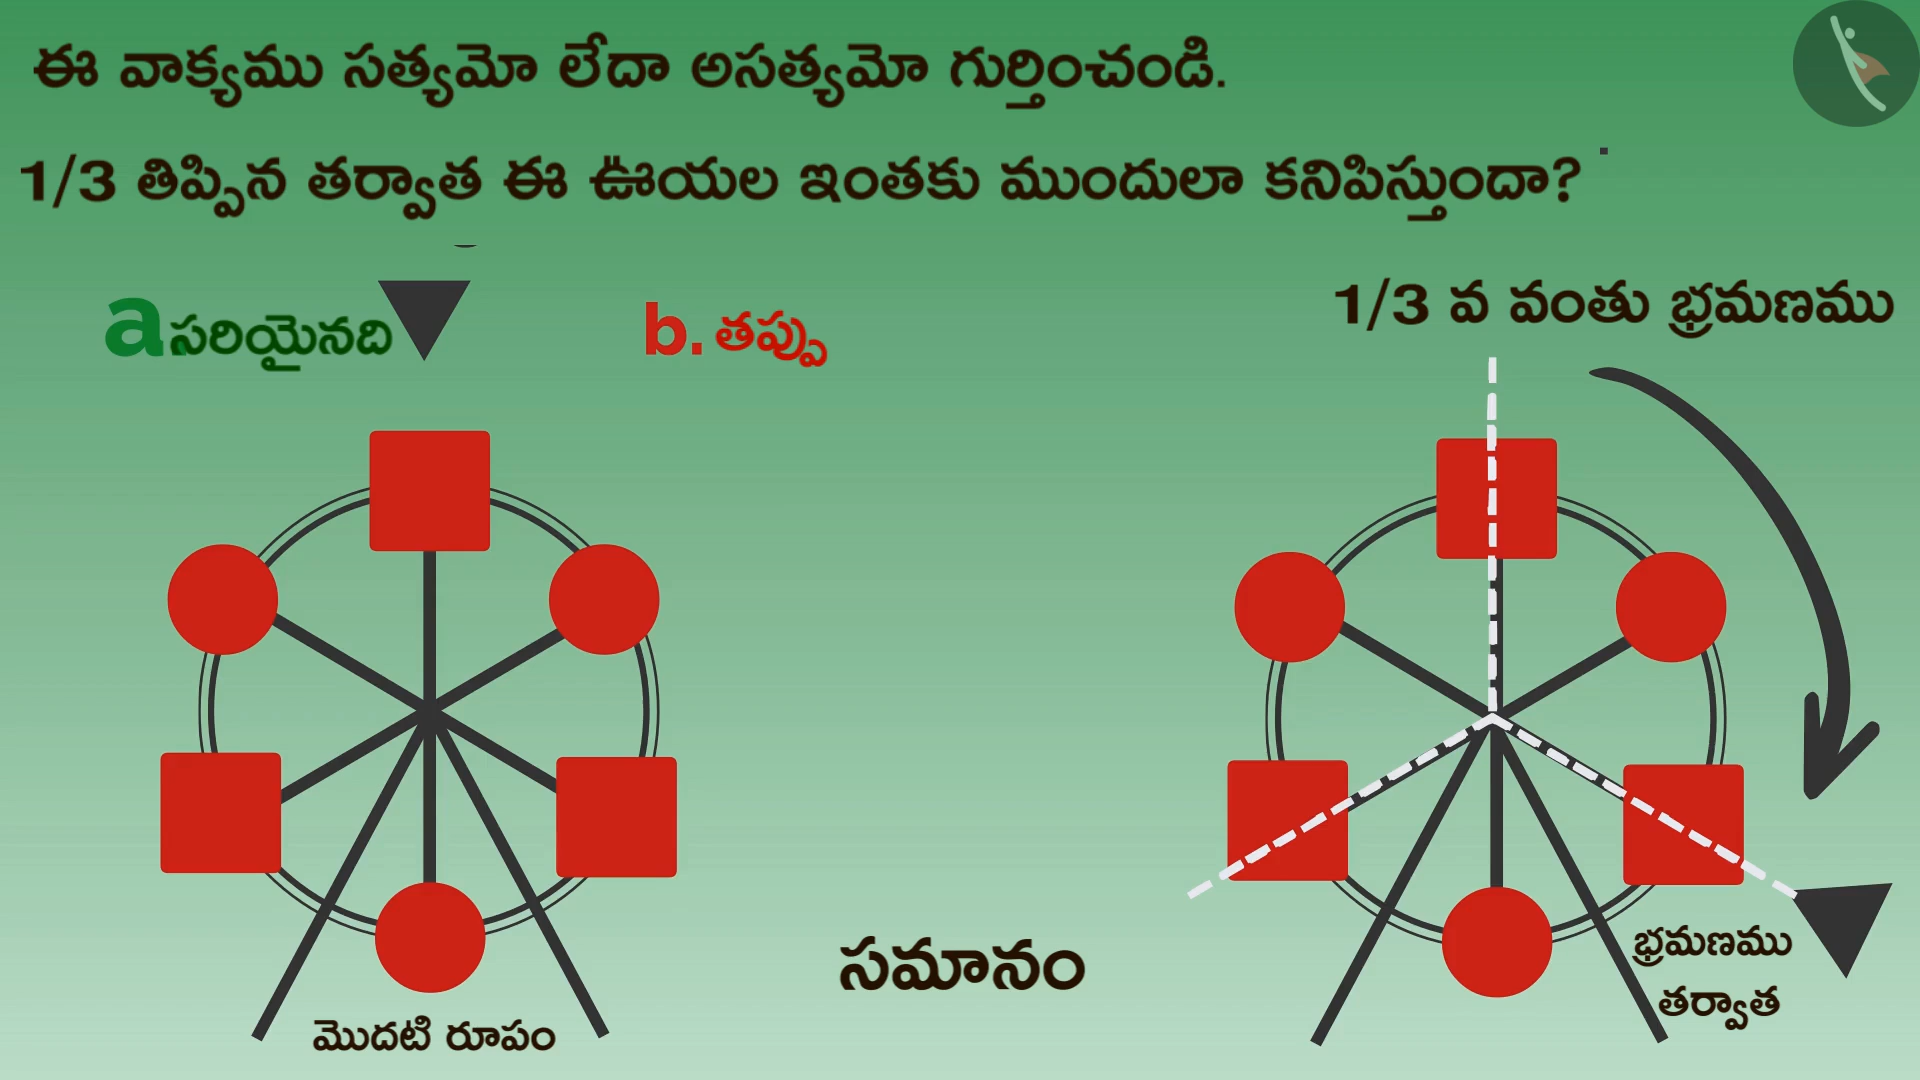 ఈ వాక్యము సత్యమో లేదా అసత్యమో గుర్తించండి.
1/3 తిప్పిన తర్వాత ఈ ఊయల ఇంతకు ముందులా కనిపిస్తుందా?
1/3 వ వంతు భ్రమణము
a సరియైనది
b. తప్పు
సమానం
భ్రమణము
తర్వాత
మొదటి రూపం